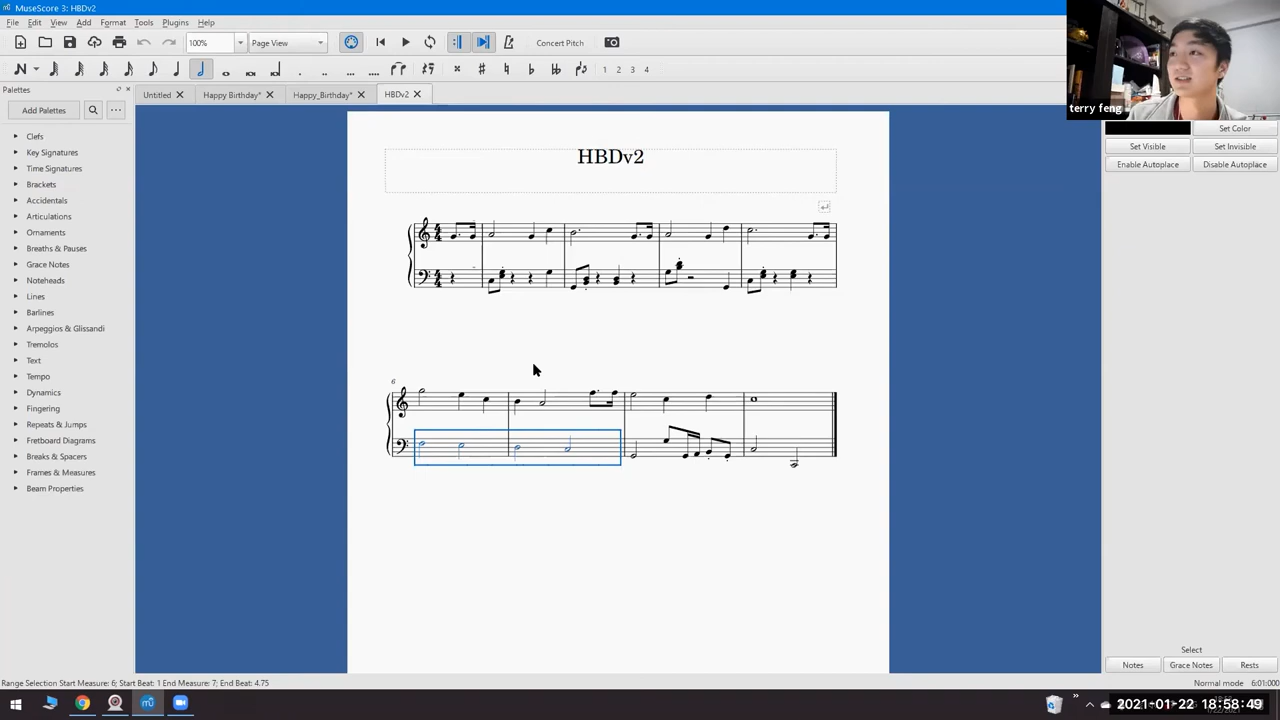 MuseScore 3: HBDv2
File Edit View Add Format Tools Plugins Help
100% Page View Concert Pitch
1 2 3 4
Palettes
Untitled Happy Birthday* Happy_Birthday* HBDv2
Add Palettes ...
terry feng
Set Color
Set Visible Set Invisible
Enable Autoplace Disable Autoplace
Clefs
Key Signatures
Time Signatures
Brackets
Accidentals
Articulations
Ornaments
Breaths & Pauses
Grace Notes
Noteheads
Lines
Barlines
Arpeggios & Glissandi
Tremolos
Text
Tempo
Dynamics
Fingering
Repeats & Jumps
Fretboard Diagrams
Breaks & Spacers
Frames & Measures
Beam Properties
HBDv2
6
Select
Notes Grace Notes Rests
Range Selection Start Measure: 6; Start Beat: 1 End Measure: 7; End Beat: 4.75
Normal mode 6:01:000
2021-01-22 18:58:49